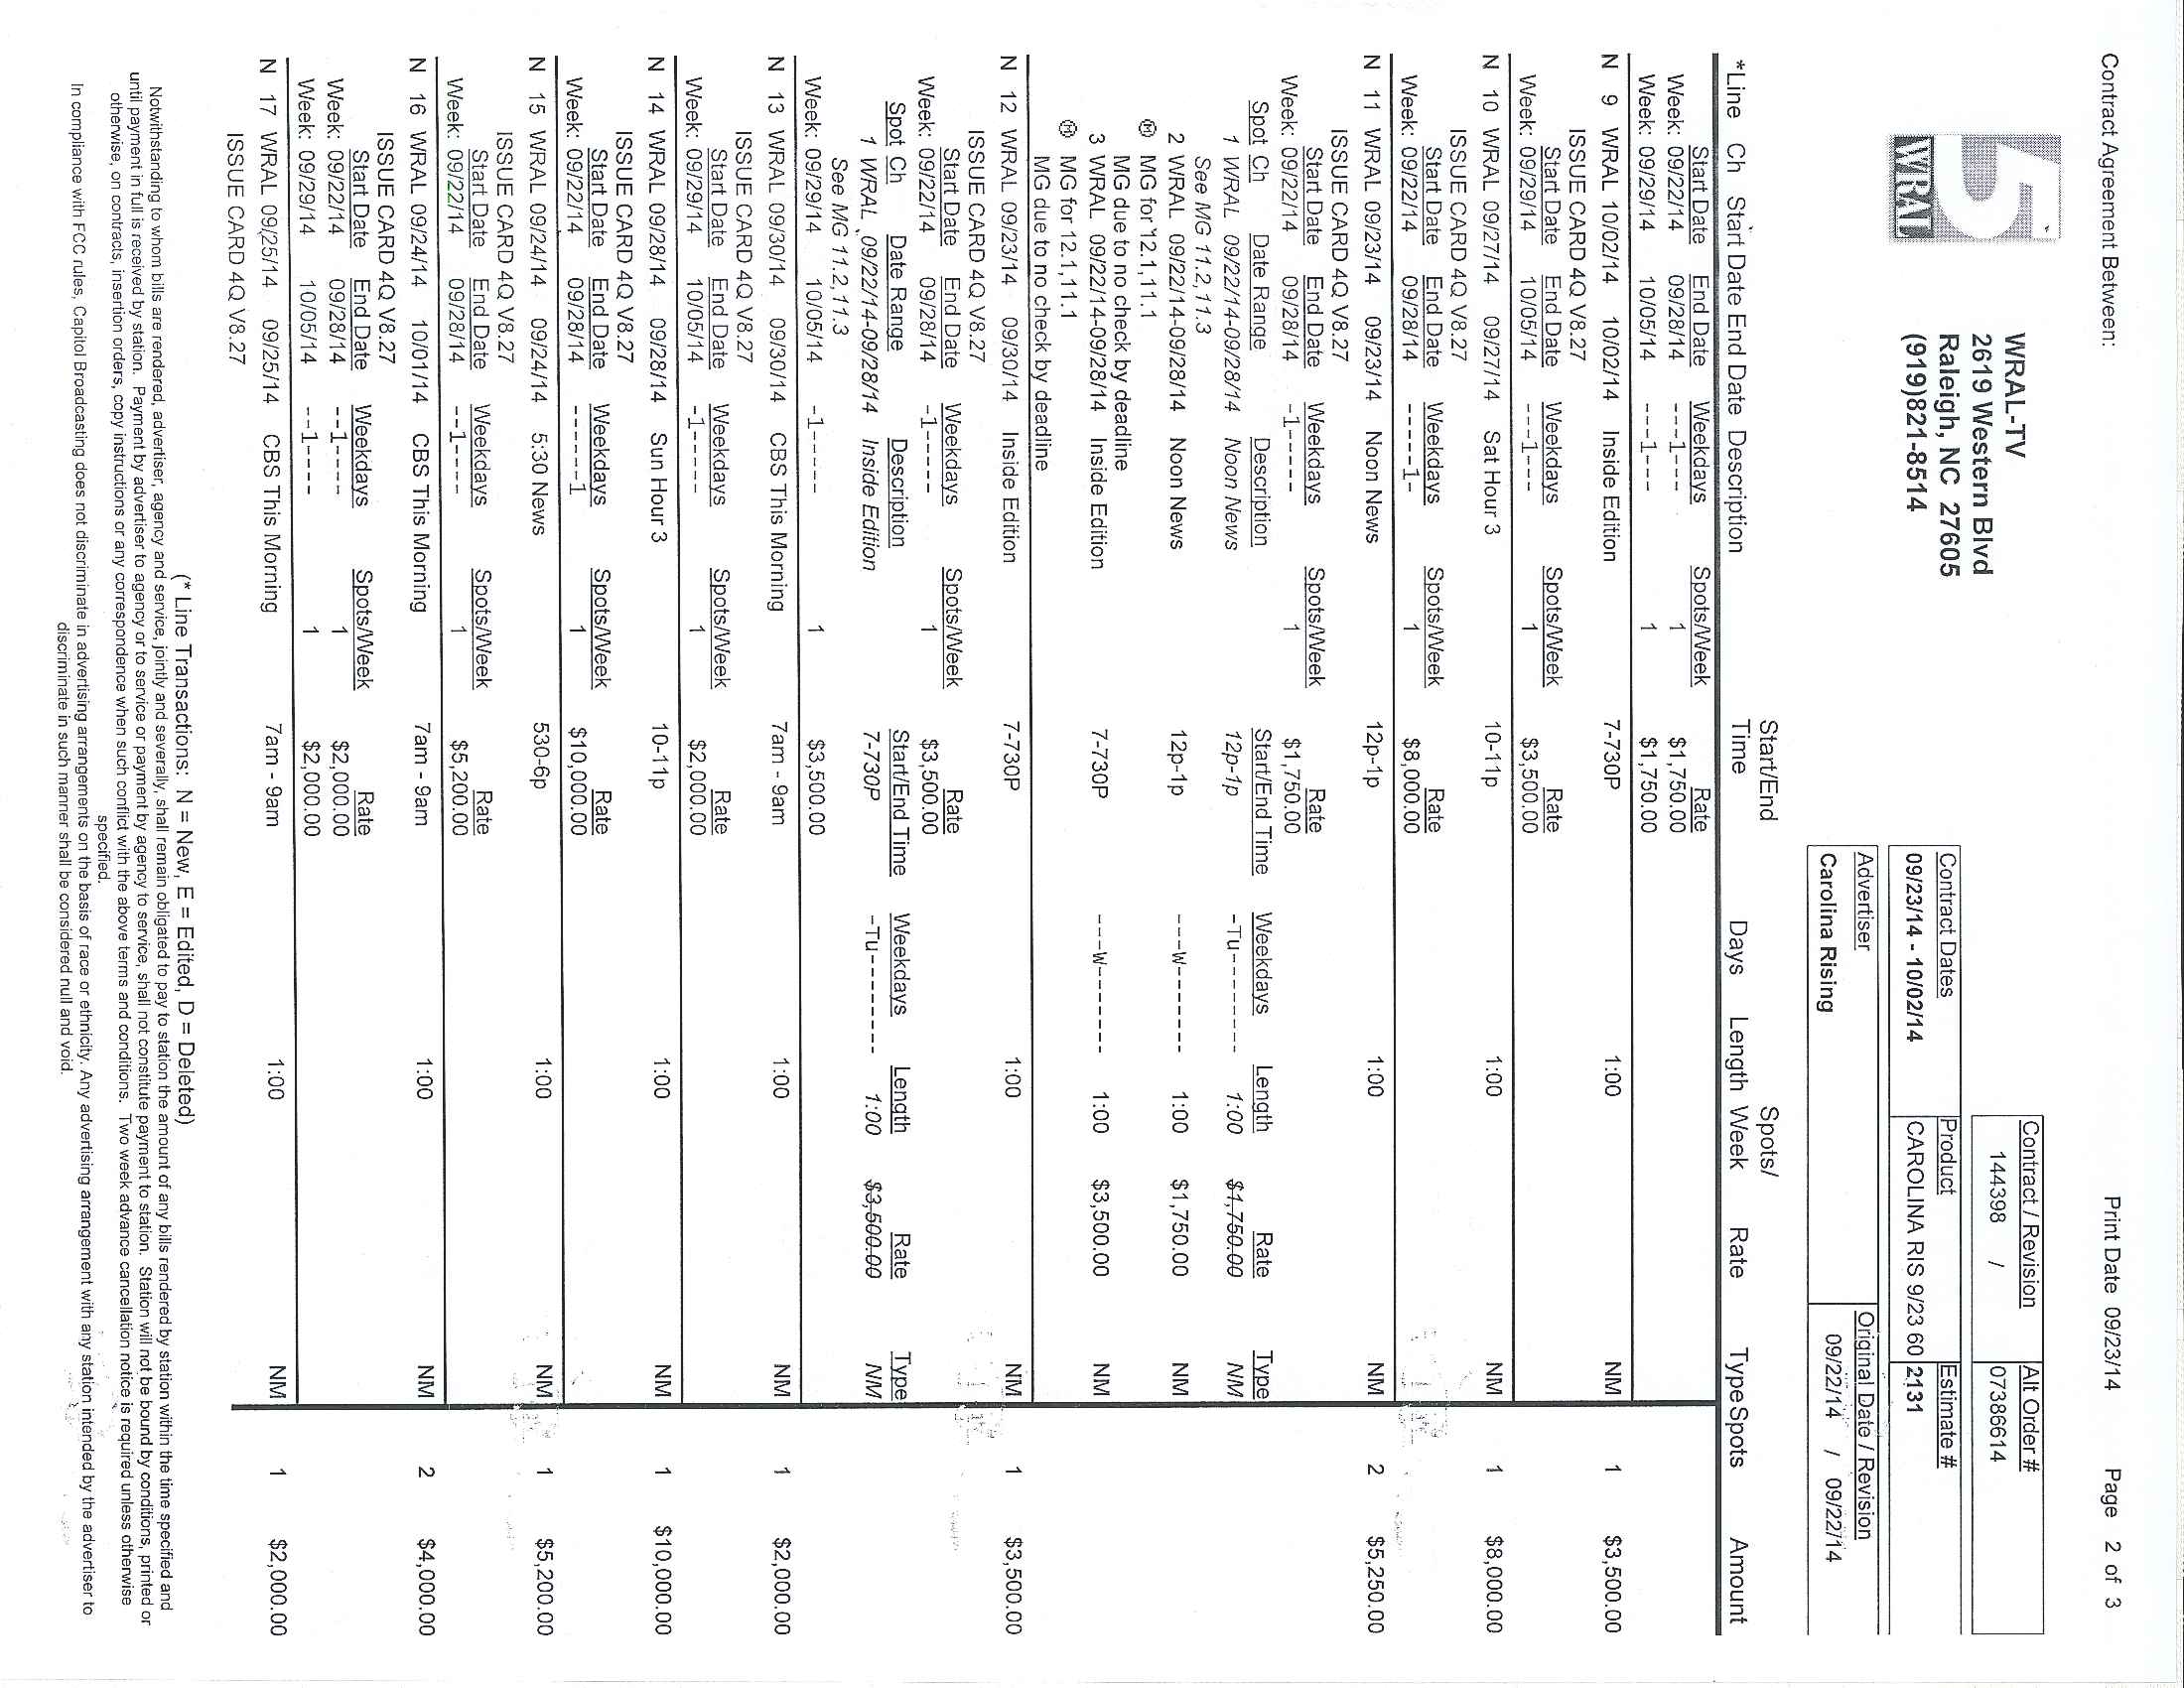 Contract Agreement Between:
Print Date 09/23/14 Page 2 of 3
5
WRAL
WRAL-TV
2619 Western Blvd
Raleigh, NC 27605
(919)821-8514
Contract / Revision Alt Order #
144398 / 07386614
Contract Dates Product Estimate #
09/23/14 - 10/02/14 CAROLINA RIS 9/23 60 2131
Advertiser Original Date / Revision
Carolina Rising 09/22/14 / 09/22/14
Start/End Spots/
*Line Ch Start Date End Date Description Time Days Length Week Rate Type Spots Amount
Start Date End Date Weekdays Spots/Week Rate
Week: 09/22/14 09/28/14 ---1--- 1 $1,750.00
Week: 09/29/14 10/05/14 ---1--- 1 $1,750.00
N 9 WRAL 10/02/14 10/02/14 Inside Edition 7-730P 1:00 NM 1 $3,500.00
ISSUE CARD 4Q V8.27
Start Date End Date Weekdays Spots/Week Rate
Week: 09/29/14 10/05/14 ---1--- 1 $3,500.00
N 10 WRAL 09/27/14 09/27/14 Sat Hour 3 10-11p 1:00 NM 1 $8,000.00
ISSUE CARD 4Q V8.27
Start Date End Date Weekdays Spots/Week Rate
Week: 09/22/14 09/28/14 -----1- 1 $8,000.00
N 11 WRAL 09/23/14 09/23/14 Noon News 12p-1p 1:00 NM 2 $5,250.00
ISSUE CARD 4Q V8.27
Start Date End Date Weekdays Spots/Week Rate
Week: 09/22/14 09/28/14 -1----- 1 $1,750.00
Spot Ch Date Range Description Start/End Time Weekdays Length Rate Type
1 WRAL 09/22/14-09/28/14 Noon News 12p-1p -Tu-------- 1:00 $1,750.00 NM
See MG 11.2,11.3
2 WRAL 09/22/14-09/28/14 Noon News 12p-1p ---W------- 1:00 $1,750.00 NM
Ⓜ MG for 12.1,11.1
MG due to no check by deadline
3 WRAL 09/22/14-09/28/14 Inside Edition 7-730P ---W------- 1:00 $3,500.00 NM
Ⓜ MG for 12.1,11.1
MG due to no check by deadline
N 12 WRAL 09/23/14 09/30/14 Inside Edition 7-730P 1:00 NM 1 $3,500.00
ISSUE CARD 4Q V8.27
Start Date End Date Weekdays Spots/Week Rate
Week: 09/22/14 09/28/14 -1----- 1 $3,500.00
Spot Ch Date Range Description Start/End Time Weekdays Length Rate Type
1 WRAL 09/22/14-09/28/14 Inside Edition 7-730P -Tu-------- 1:00 $3,500.00 NM
See MG 11.2,11.3
Week: 09/29/14 10/05/14 -1----- 1 $3,500.00
N 13 WRAL 09/30/14 09/30/14 CBS This Morning 7am - 9am 1:00 NM 1 $2,000.00
ISSUE CARD 4Q V8.27
Start Date End Date Weekdays Spots/Week Rate
Week: 09/29/14 10/05/14 -1----- 1 $2,000.00
N 14 WRAL 09/28/14 09/28/14 Sun Hour 3 10-11p 1:00 NM 1 $10,000.00
ISSUE CARD 4Q V8.27
Start Date End Date Weekdays Spots/Week Rate
Week: 09/22/14 09/28/14 ------1 1 $10,000.00
N 15 WRAL 09/24/14 09/24/14 5:30 News 530-6p 1:00 NM 1 $5,200.00
ISSUE CARD 4Q V8.27
Start Date End Date Weekdays Spots/Week Rate
Week: 09/22/14 09/28/14 --1---- 1 $5,200.00
N 16 WRAL 09/24/14 10/01/14 CBS This Morning 7am - 9am 1:00 NM 2 $4,000.00
ISSUE CARD 4Q V8.27
Start Date End Date Weekdays Spots/Week Rate
Week: 09/22/14 09/28/14 --1---- 1 $2,000.00
Week: 09/29/14 10/05/14 --1---- 1 $2,000.00
N 17 WRAL 09/25/14 09/25/14 CBS This Morning 7am - 9am 1:00 NM 1 $2,000.00
ISSUE CARD 4Q V8.27
(* Line Transactions: N = New, E = Edited, D = Deleted)
Notwithstanding to whom bills are rendered, advertiser, agency and service, jointly and severally, shall remain obligated to pay to station the amount of any bills rendered by station within the time specified and
until payment in full is received by station. Payment by advertiser to agency or to service or payment by agency to service, shall not constitute payment to station. Station will not be bound by conditions, printed or
otherwise, on contracts, insertion orders, copy instructions or any correspondence when such conflict with the above terms and conditions. Two week advance cancellation notice is required unless otherwise
specified.
In compliance with FCC rules, Capitol Broadcasting does not discriminate in advertising arrangements on the basis of race or ethnicity. Any advertising arrangement with any station intended by the advertiser to
discriminate in such manner shall be considered null and void.